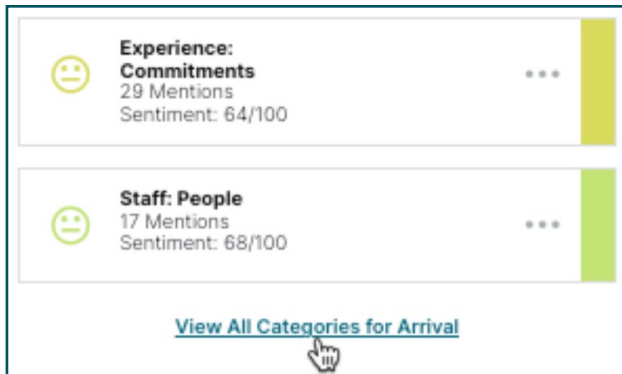 Experience:
Commitments
29 Mentions
Sentiment: 64/100
Staff: People
17 Mentions
Sentiment: 68/100
View All Categories for Arrival